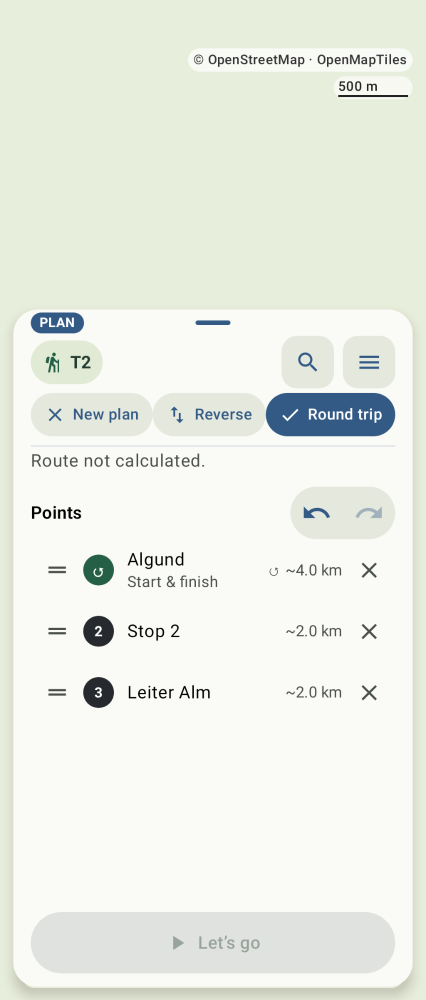 © OpenStreetMap · OpenMapTiles
500 m
PLAN
T2
New plan
Reverse
Round trip
Route not calculated.
Points
Algund
Start & finish
↺ ~4.0 km
2
Stop 2
~2.0 km
3
Leiter Alm
~2.0 km
Let's go